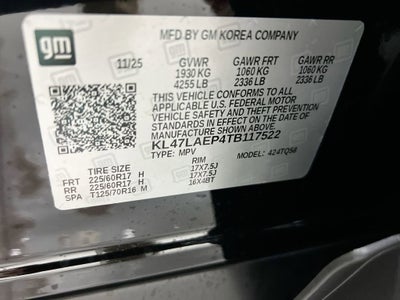 gm
MFD BY GM KOREA COMPANY
11/25 GVWR GAWR FRT GAWR RR
1930 KG 1060 KG 1060 KG
4255 LB 2336 LB 2336 LB
THIS VEHICLE CONFORMS TO ALL
APPLICABLE U.S. FEDERAL MOTOR
VEHICLE SAFETY AND THEFT PREVENTION
STANDARDS IN EFFECT ON THE DATE OF
MANUFACTURE SHOWN ABOVE.
KL47LAEP4TB117522
TYPE: MPV MODEL: 424TQ58
TIRE SIZE RIM
FRT 225/60R17 H 17X7.5J
RR 225/60R17 H 17X7.5J
SPA T125/70R16 M 16X4BT